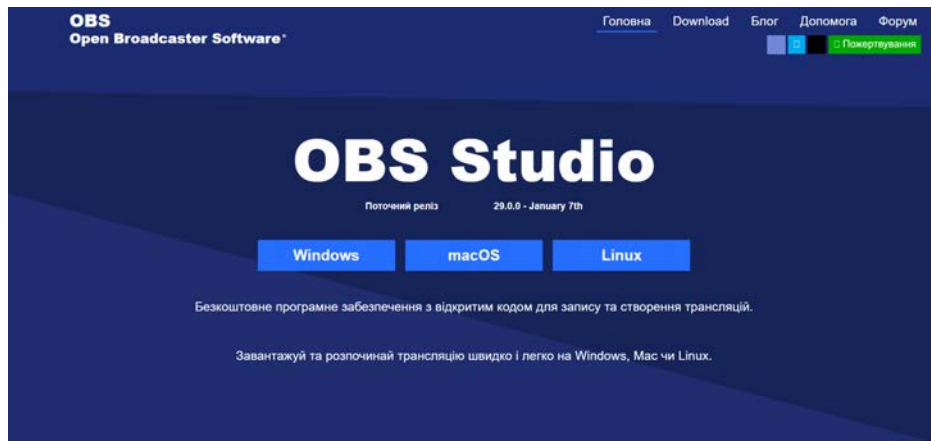 OBS
Open Broadcaster Software
Головна Download Блог Допомога Форум
Пожертвування
OBS Studio
Поточний реліз 29.0.0 - January 7th
Windows macOS Linux
Безкоштовне програмне забезпечення з відкритим кодом для запису та створення трансляцій.
Завантажуй та розпочинай трансляцію швидко і легко на Windows, Mac чи Linux.